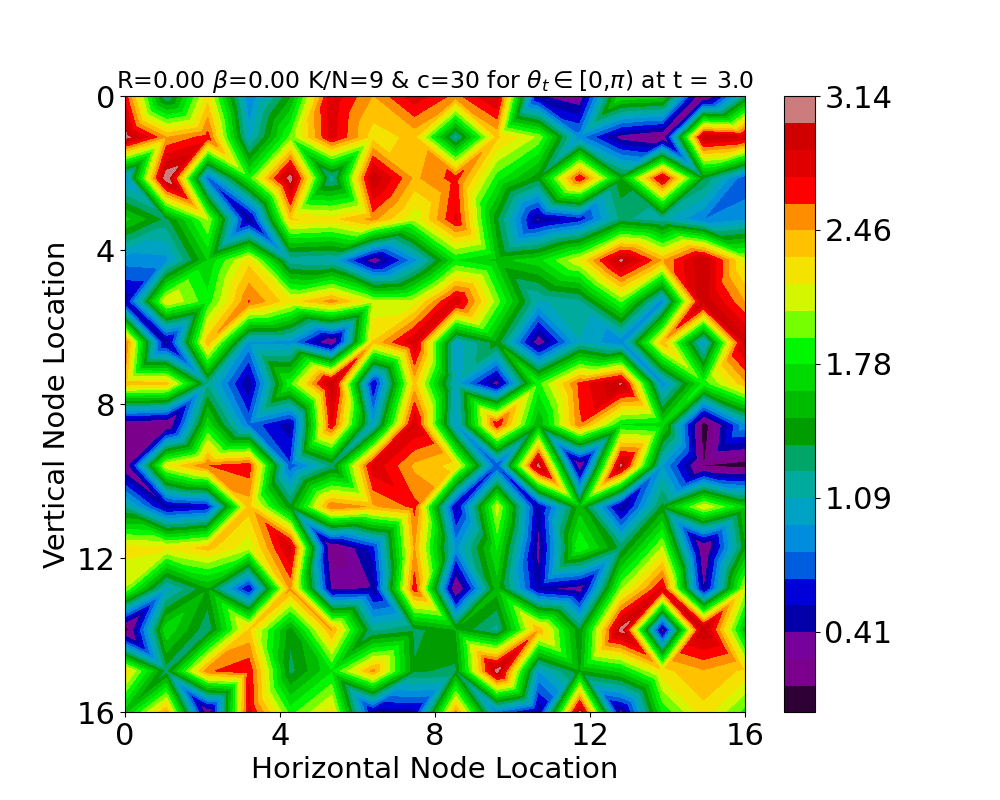 R=0.00 β=0.00 K/N=9 & c=30 for θ_t ∈ [0,π) at t = 3.0
0
4
8
12
16
Vertical Node Location
0 4 8 12 16
Horizontal Node Location
3.14
2.46
1.78
1.09
0.41